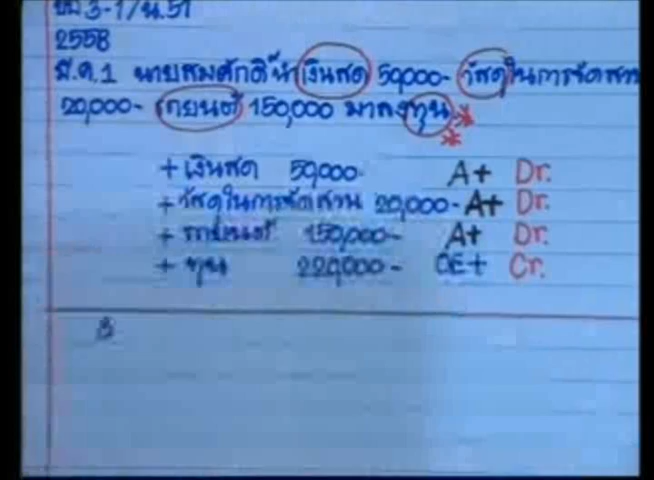 2558
มี.ค.1 นายสมศักดิ์นำเงินสด 50,000- วัสดุในการจัดสวน
20,000- รถยนต์ 150,000 มาลงทุน **
+ เงินสด 50,000- A+ Dr.
+ วัสดุในการจัดสวน 20,000- A+ Dr.
+ รถยนต์ 150,000- A+ Dr.
+ ทุน 220,000- OE+ Cr.